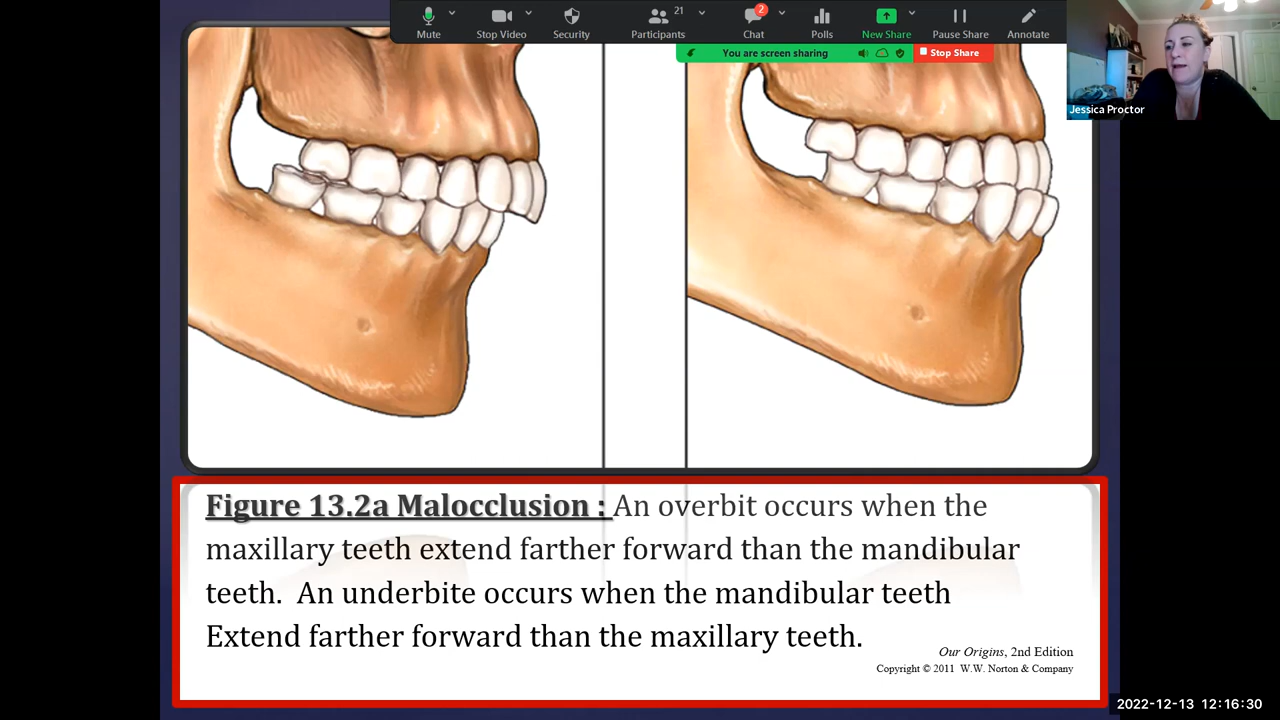 Mute
Stop Video
Security
21
Participants
2
Chat
Polls
New Share
Pause Share
Annotate
You are screen sharing
Stop Share
Jessica Proctor
Figure 13.2a Malocclusion : An overbit occurs when the
maxillary teeth extend farther forward than the mandibular
teeth.  An underbite occurs when the mandibular teeth
Extend farther forward than the maxillary teeth.
Our Origins, 2nd Edition
Copyright © 2011  W.W. Norton & Company
2022-12-13  12:16:30